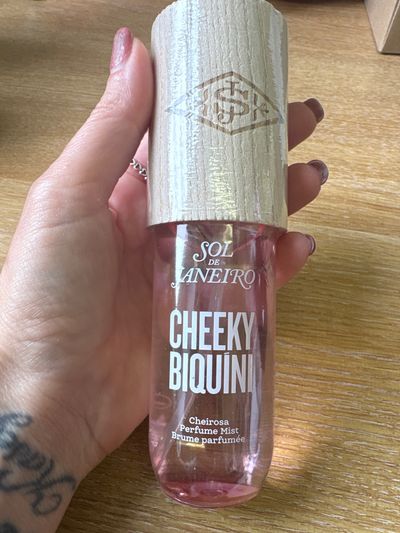 SOL
DE
JANEIRO
CHEEKY
BIQUÍNI
Cheirosa
Perfume Mist
Brume parfumée